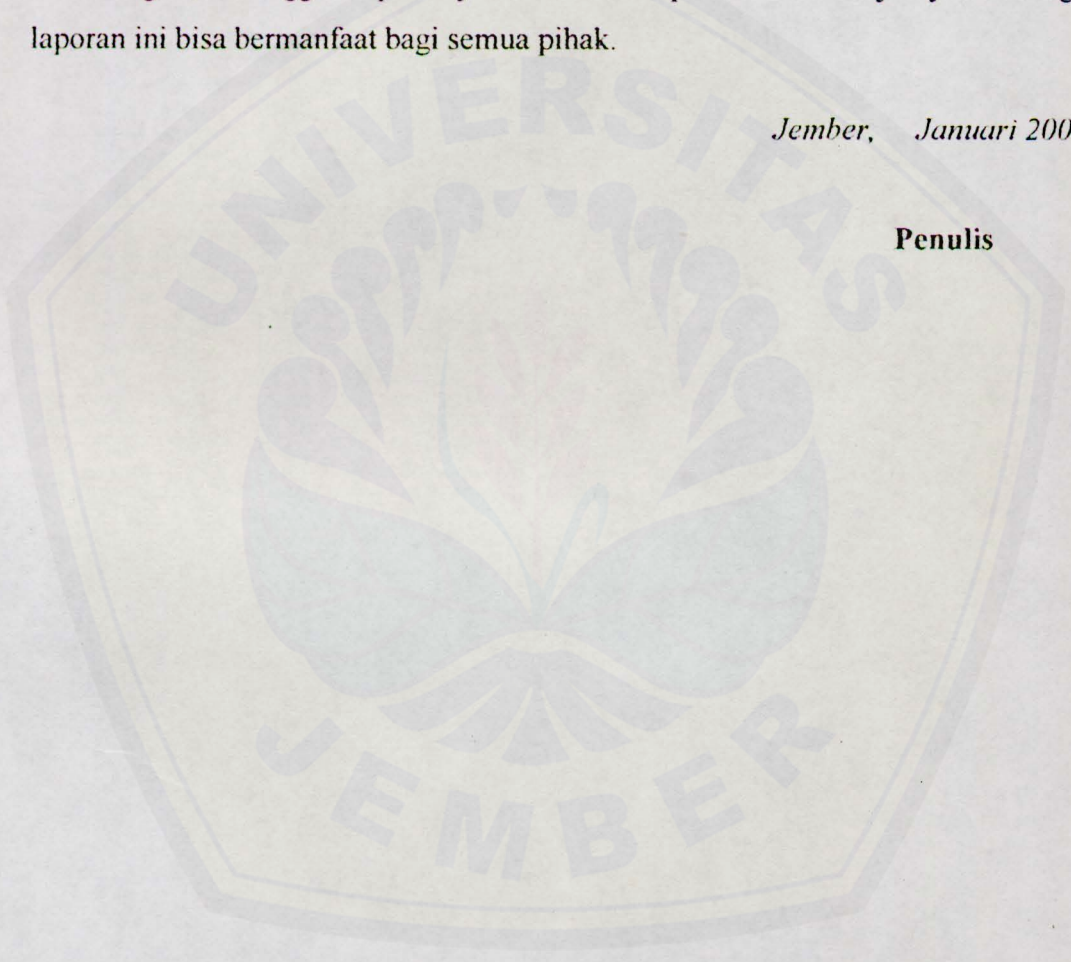 laporan ini bisa bermanfaat bagi semua pihak.
Jember, Januari 200
Penulis
UNIVERSITAS
JEMBER